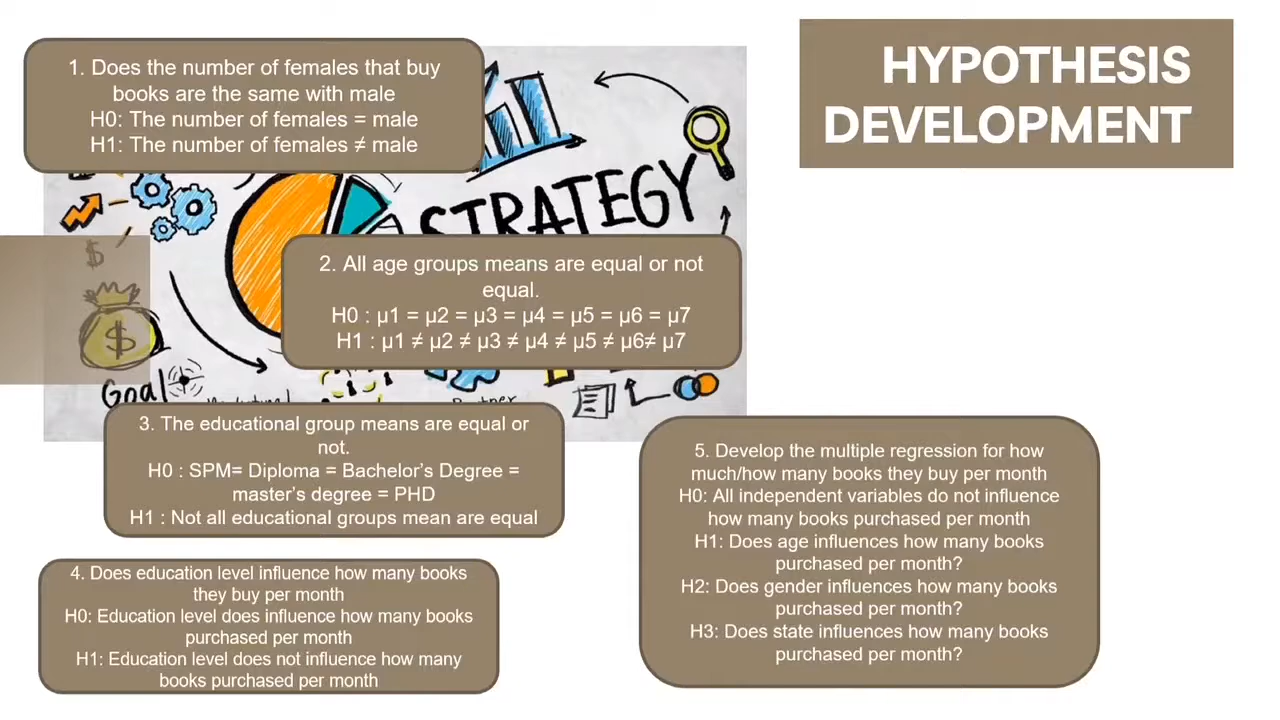 HYPOTHESIS
DEVELOPMENT
1. Does the number of females that buy
books are the same with male
H0: The number of females = male
H1: The number of females ≠ male
STRATEGY
2. All age groups means are equal or not
equal.
H0 : µ1 = µ2 = µ3 = µ4 = µ5 = µ6 = µ7
H1 : µ1 ≠ µ2 ≠ µ3 ≠ µ4 ≠ µ5 ≠ µ6≠ µ7
$
$
Goal
3. The educational group means are equal or
not.
H0 : SPM= Diploma = Bachelor’s Degree =
master’s degree = PHD
H1 : Not all educational groups mean are equal
4. Does education level influence how many books
they buy per month
H0: Education level does influence how many books
purchased per month
H1: Education level does not influence how many
books purchased per month
5. Develop the multiple regression for how
much/how many books they buy per month
H0: All independent variables do not influence
how many books purchased per month
H1: Does age influences how many books
purchased per month?
H2: Does gender influences how many books
purchased per month?
H3: Does state influences how many books
purchased per month?